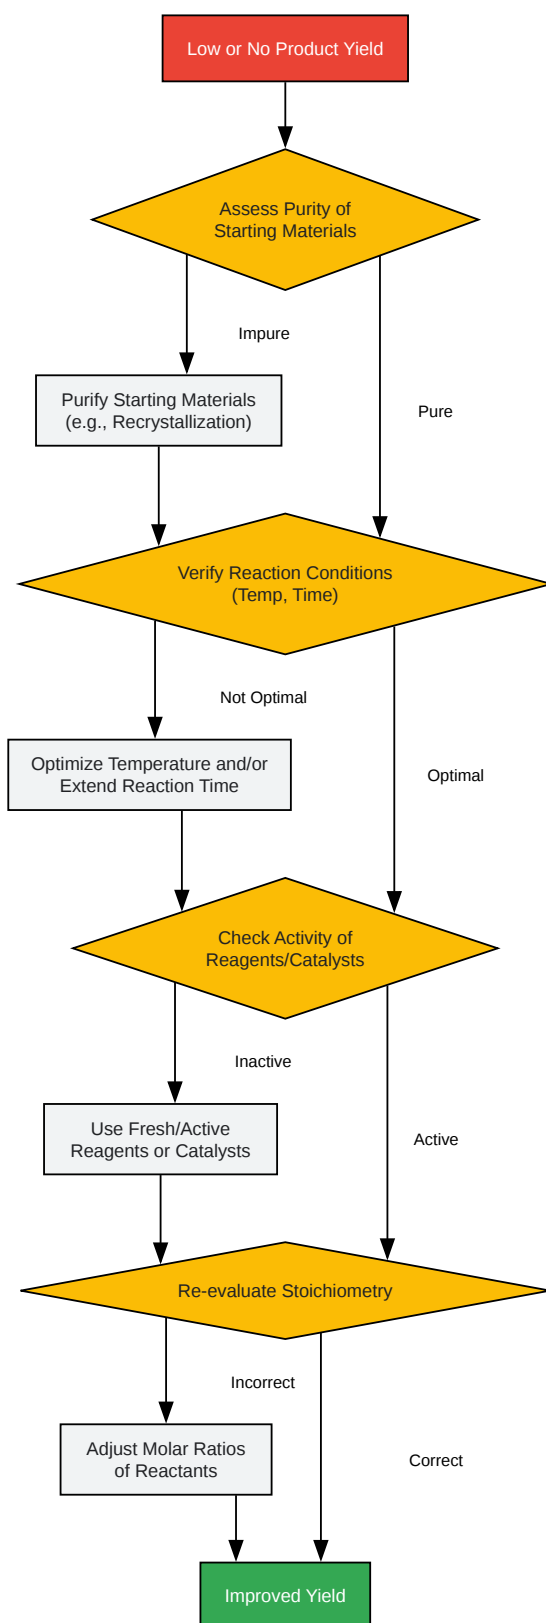 Low or No Product Yield
Assess Purity of
Starting Materials
Impure
Purify Starting Materials
(e.g., Recrystallization)
Pure
Verify Reaction Conditions
(Temp, Time)
Not Optimal
Optimize Temperature and/or
Extend Reaction Time
Optimal
Check Activity of
Reagents/Catalysts
Inactive
Use Fresh/Active
Reagents or Catalysts
Active
Re-evaluate Stoichiometry
Incorrect
Adjust Molar Ratios
of Reactants
Correct
Improved Yield